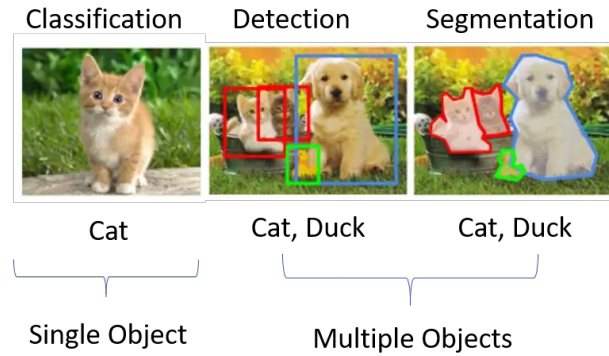 Classification Detection Segmentation
Cat Cat, Duck Cat, Duck
Single Object Multiple Objects